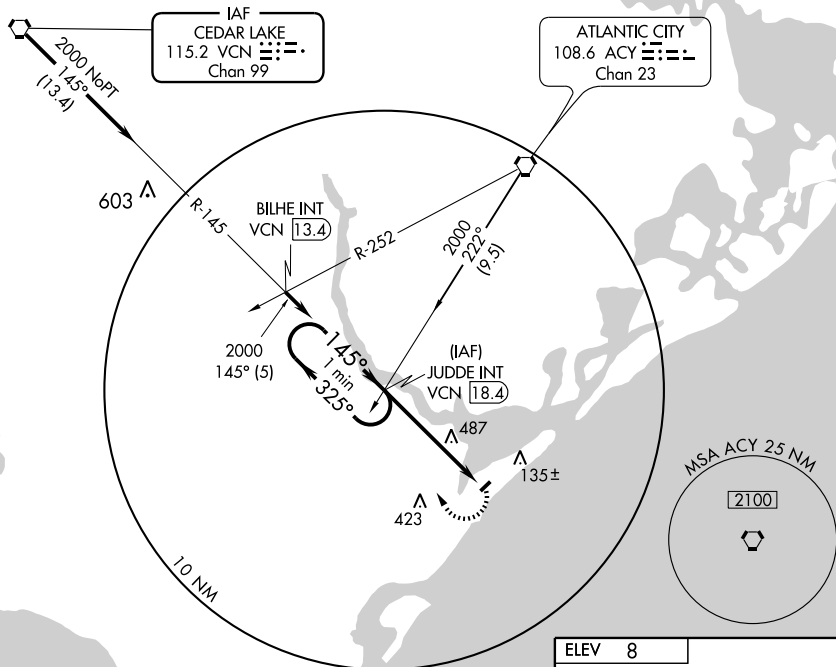 IAF
CEDAR LAKE
115.2 VCN
Chan 99
ATLANTIC CITY
108.6 ACY
Chan 23
2000 NoPT
145°
(13.4)
603
R-145
BILHE INT
VCN 13.4
R-252
2000
222°
(9.5)
2000
145° (5)
145°
1 min
325°
(IAF)
JUDDE INT
VCN 18.4
487
135±
423
10 NM
MSA ACY 25 NM
2100
ELEV 8